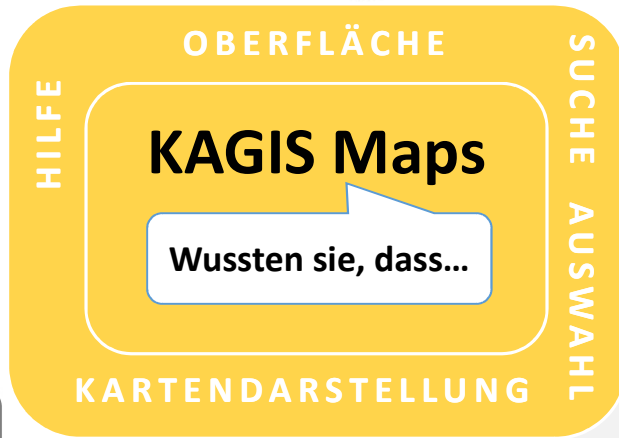 OBERFLÄCHE
HILFE
SUCHE AUSWAHL
KAGIS Maps
Wussten sie, dass…
KARTENDARSTELLUNG